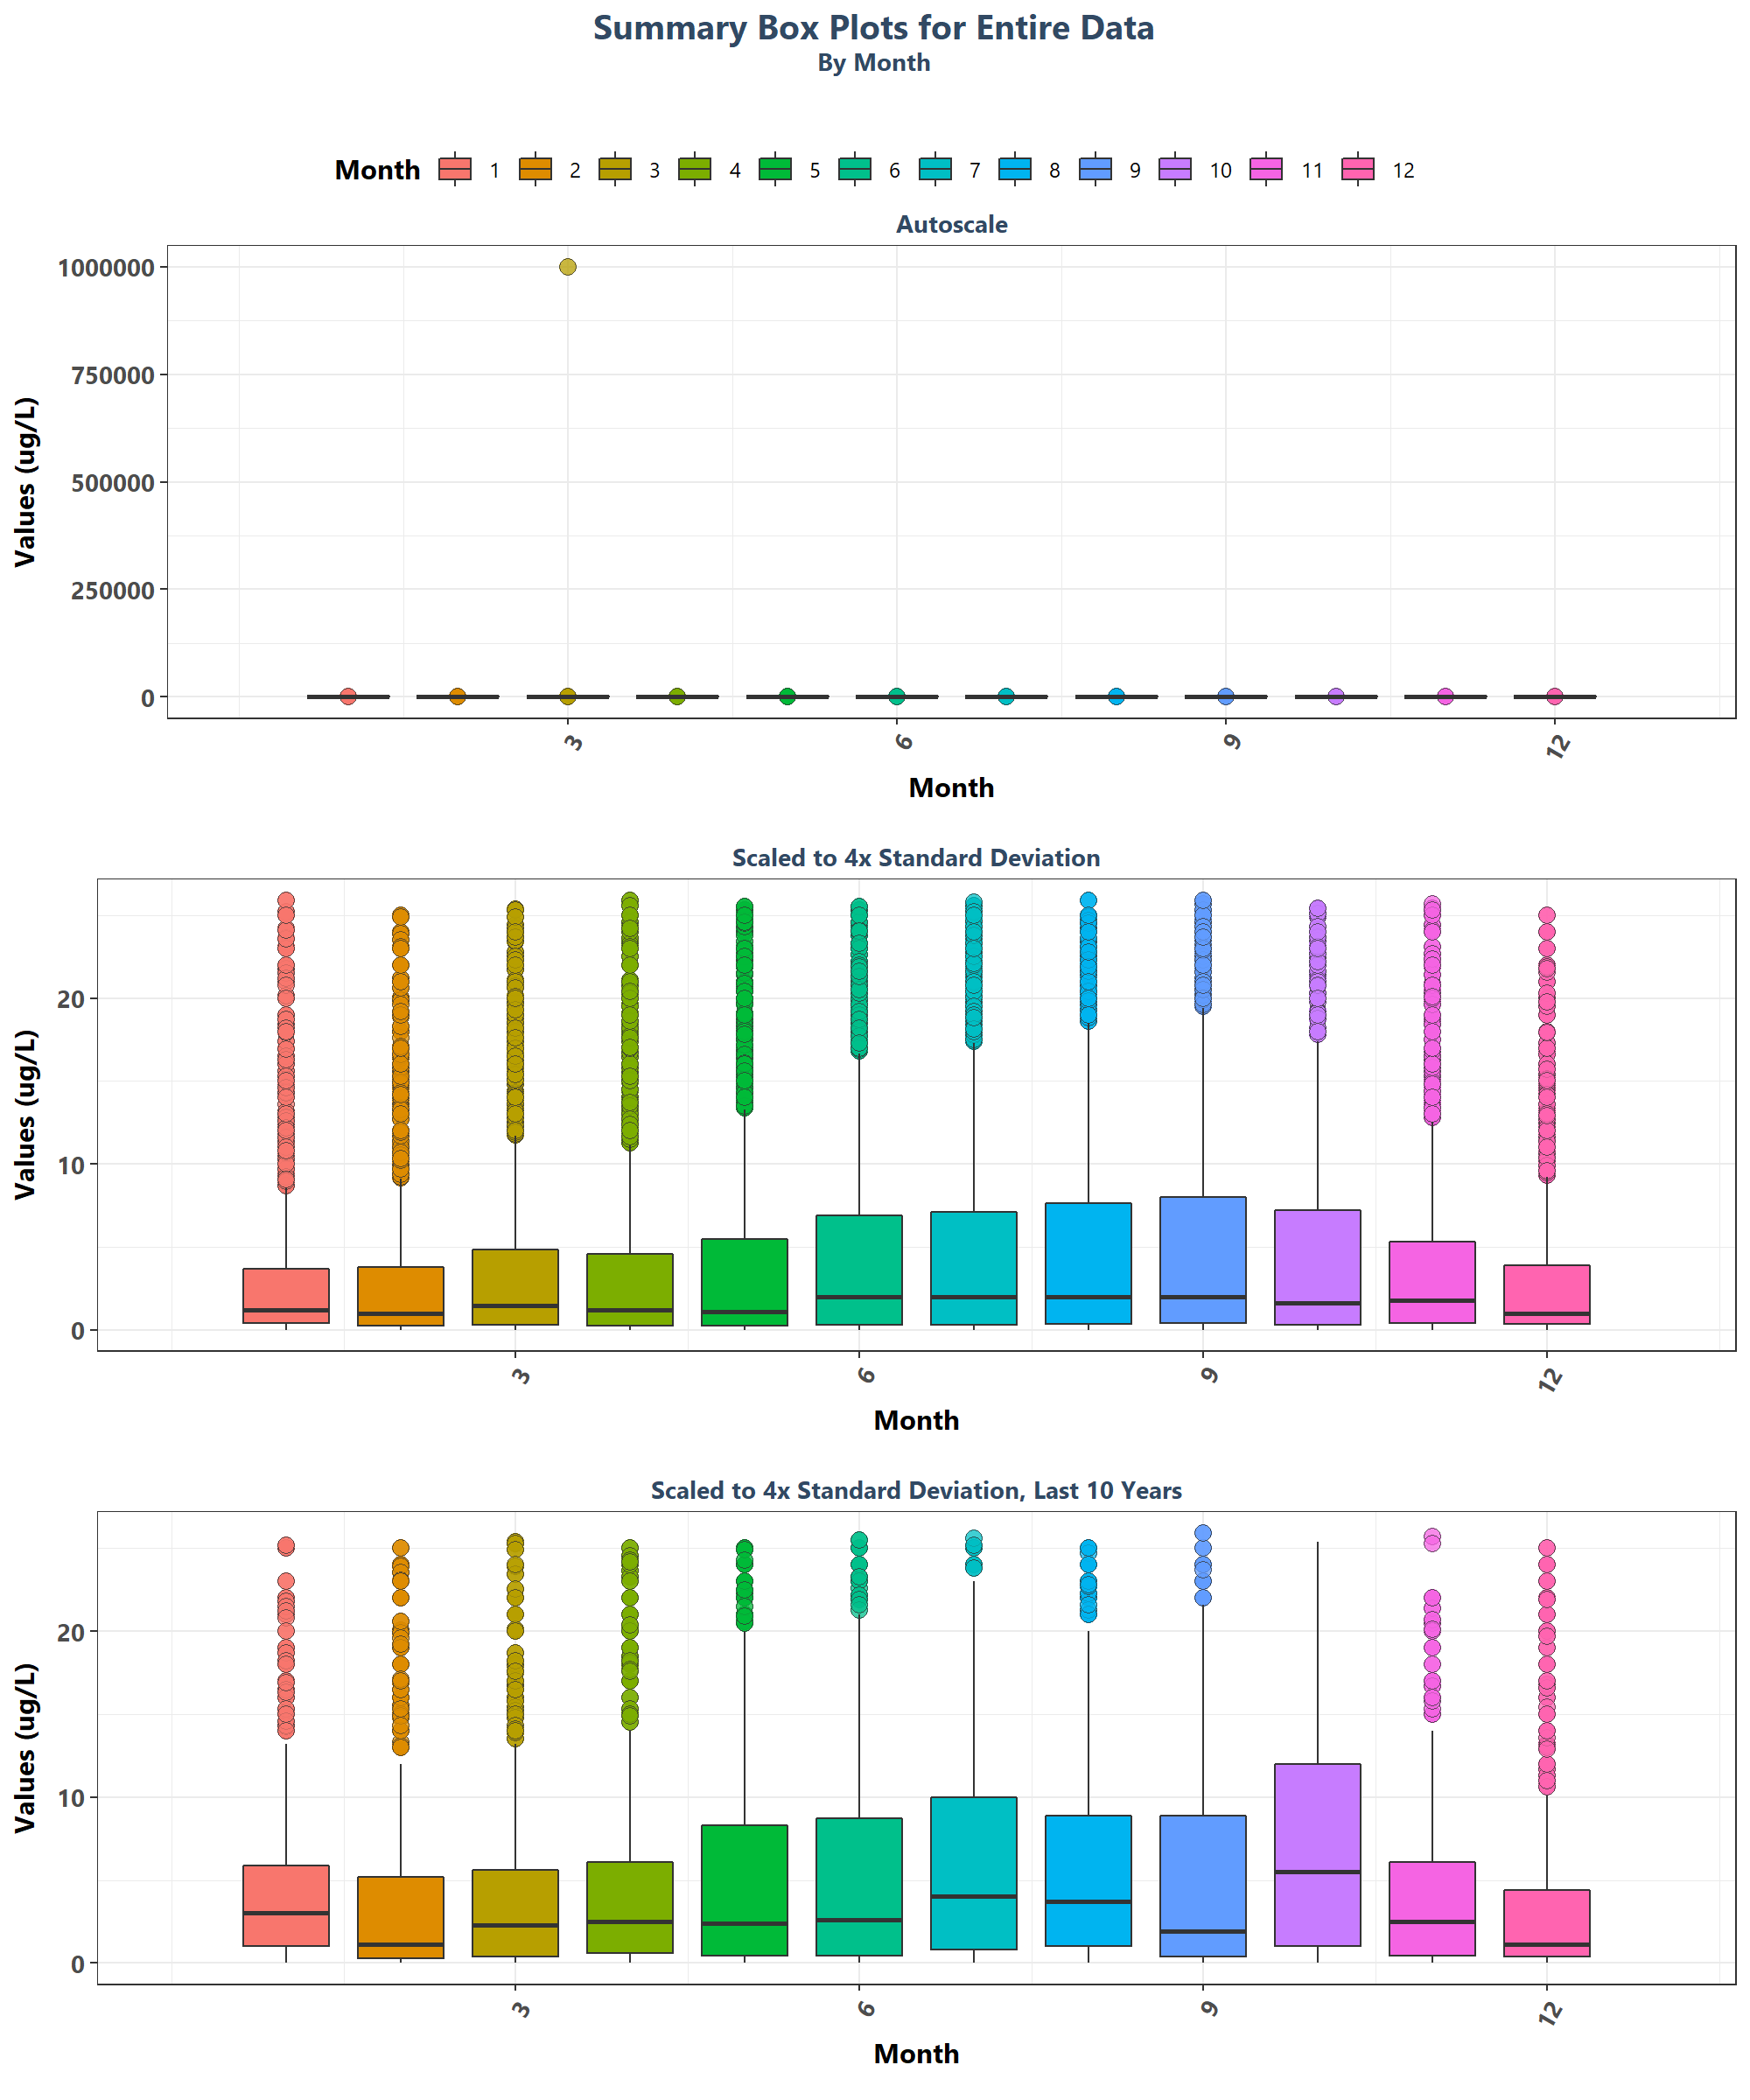 Summary Box Plots for Entire Data
By Month
Month 1 2 3 4 5 6 7 8 9 10 11 12
Autoscale
Values (ug/L)
1000000
750000
500000
250000
0
3 6 9 12
Month
Scaled to 4x Standard Deviation
Values (ug/L)
20
10
0
3 6 9 12
Month
Scaled to 4x Standard Deviation, Last 10 Years
Values (ug/L)
20
10
0
3 6 9 12
Month